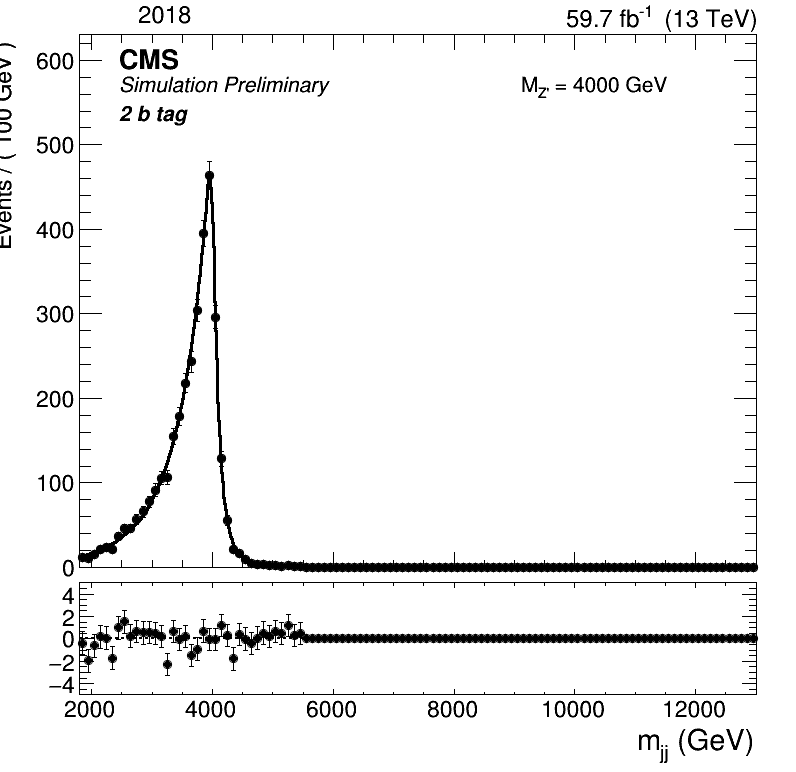 2018
59.7 fb-1 (13 TeV)
CMS
Simulation Preliminary
2 b tag
MZ' = 4000 GeV
Events / ( 100 GeV )
600
500
400
300
200
100
0
4
2
0
−2
−4
2000 4000 6000 8000 10000 12000
mjj (GeV)